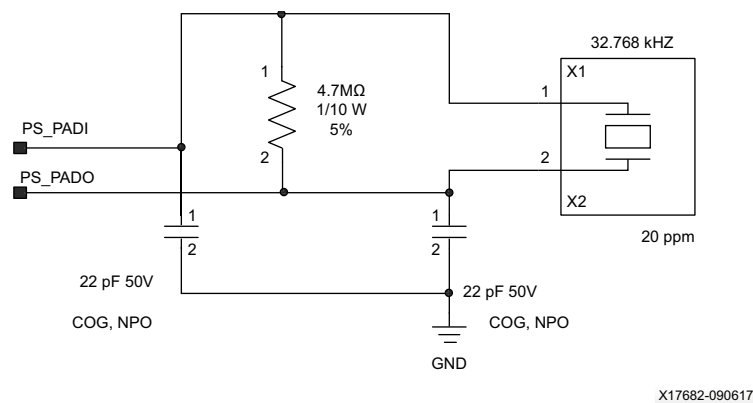 32.768 kHZ
X1
1
1
4.7MΩ
1/10 W
5%
PS_PADI
2
2
PS_PADO
X2
1
1
2
2
20 ppm
22 pF 50V
22 pF 50V
COG, NPO
COG, NPO
GND
X17682-090617